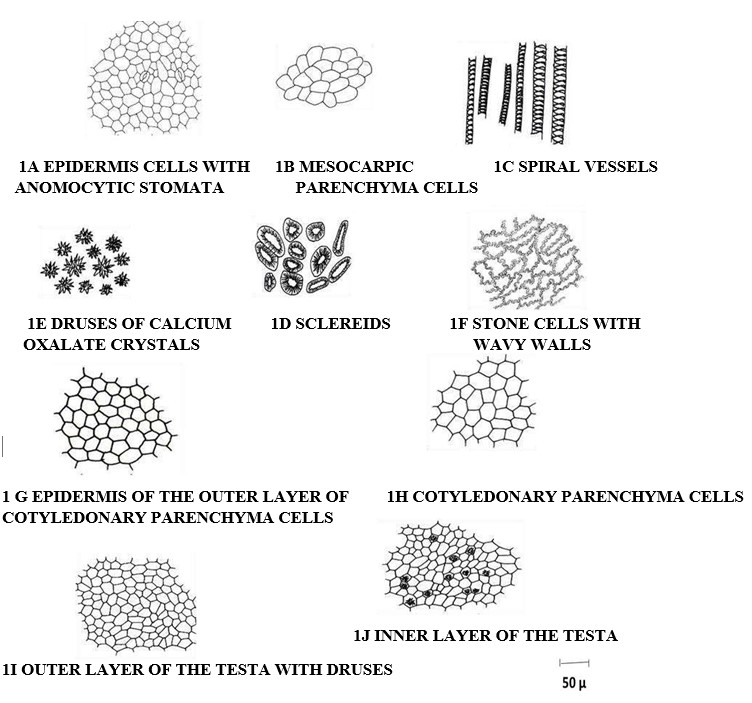 1A EPIDERMIS CELLS WITH
ANOMOCYTIC STOMATA
1B MESOCARPIC
PARENCHYMA CELLS
1C SPIRAL VESSELS
1E DRUSES OF CALCIUM
OXALATE CRYSTALS
1D SCLEREIDS
1F STONE CELLS WITH
WAVY WALLS
1 G EPIDERMIS OF THE OUTER LAYER OF
COTYLEDONARY PARENCHYMA CELLS
1H COTYLEDONARY PARENCHYMA CELLS
1J INNER LAYER OF THE TESTA
1I OUTER LAYER OF THE TESTA WITH DRUSES
50 µ